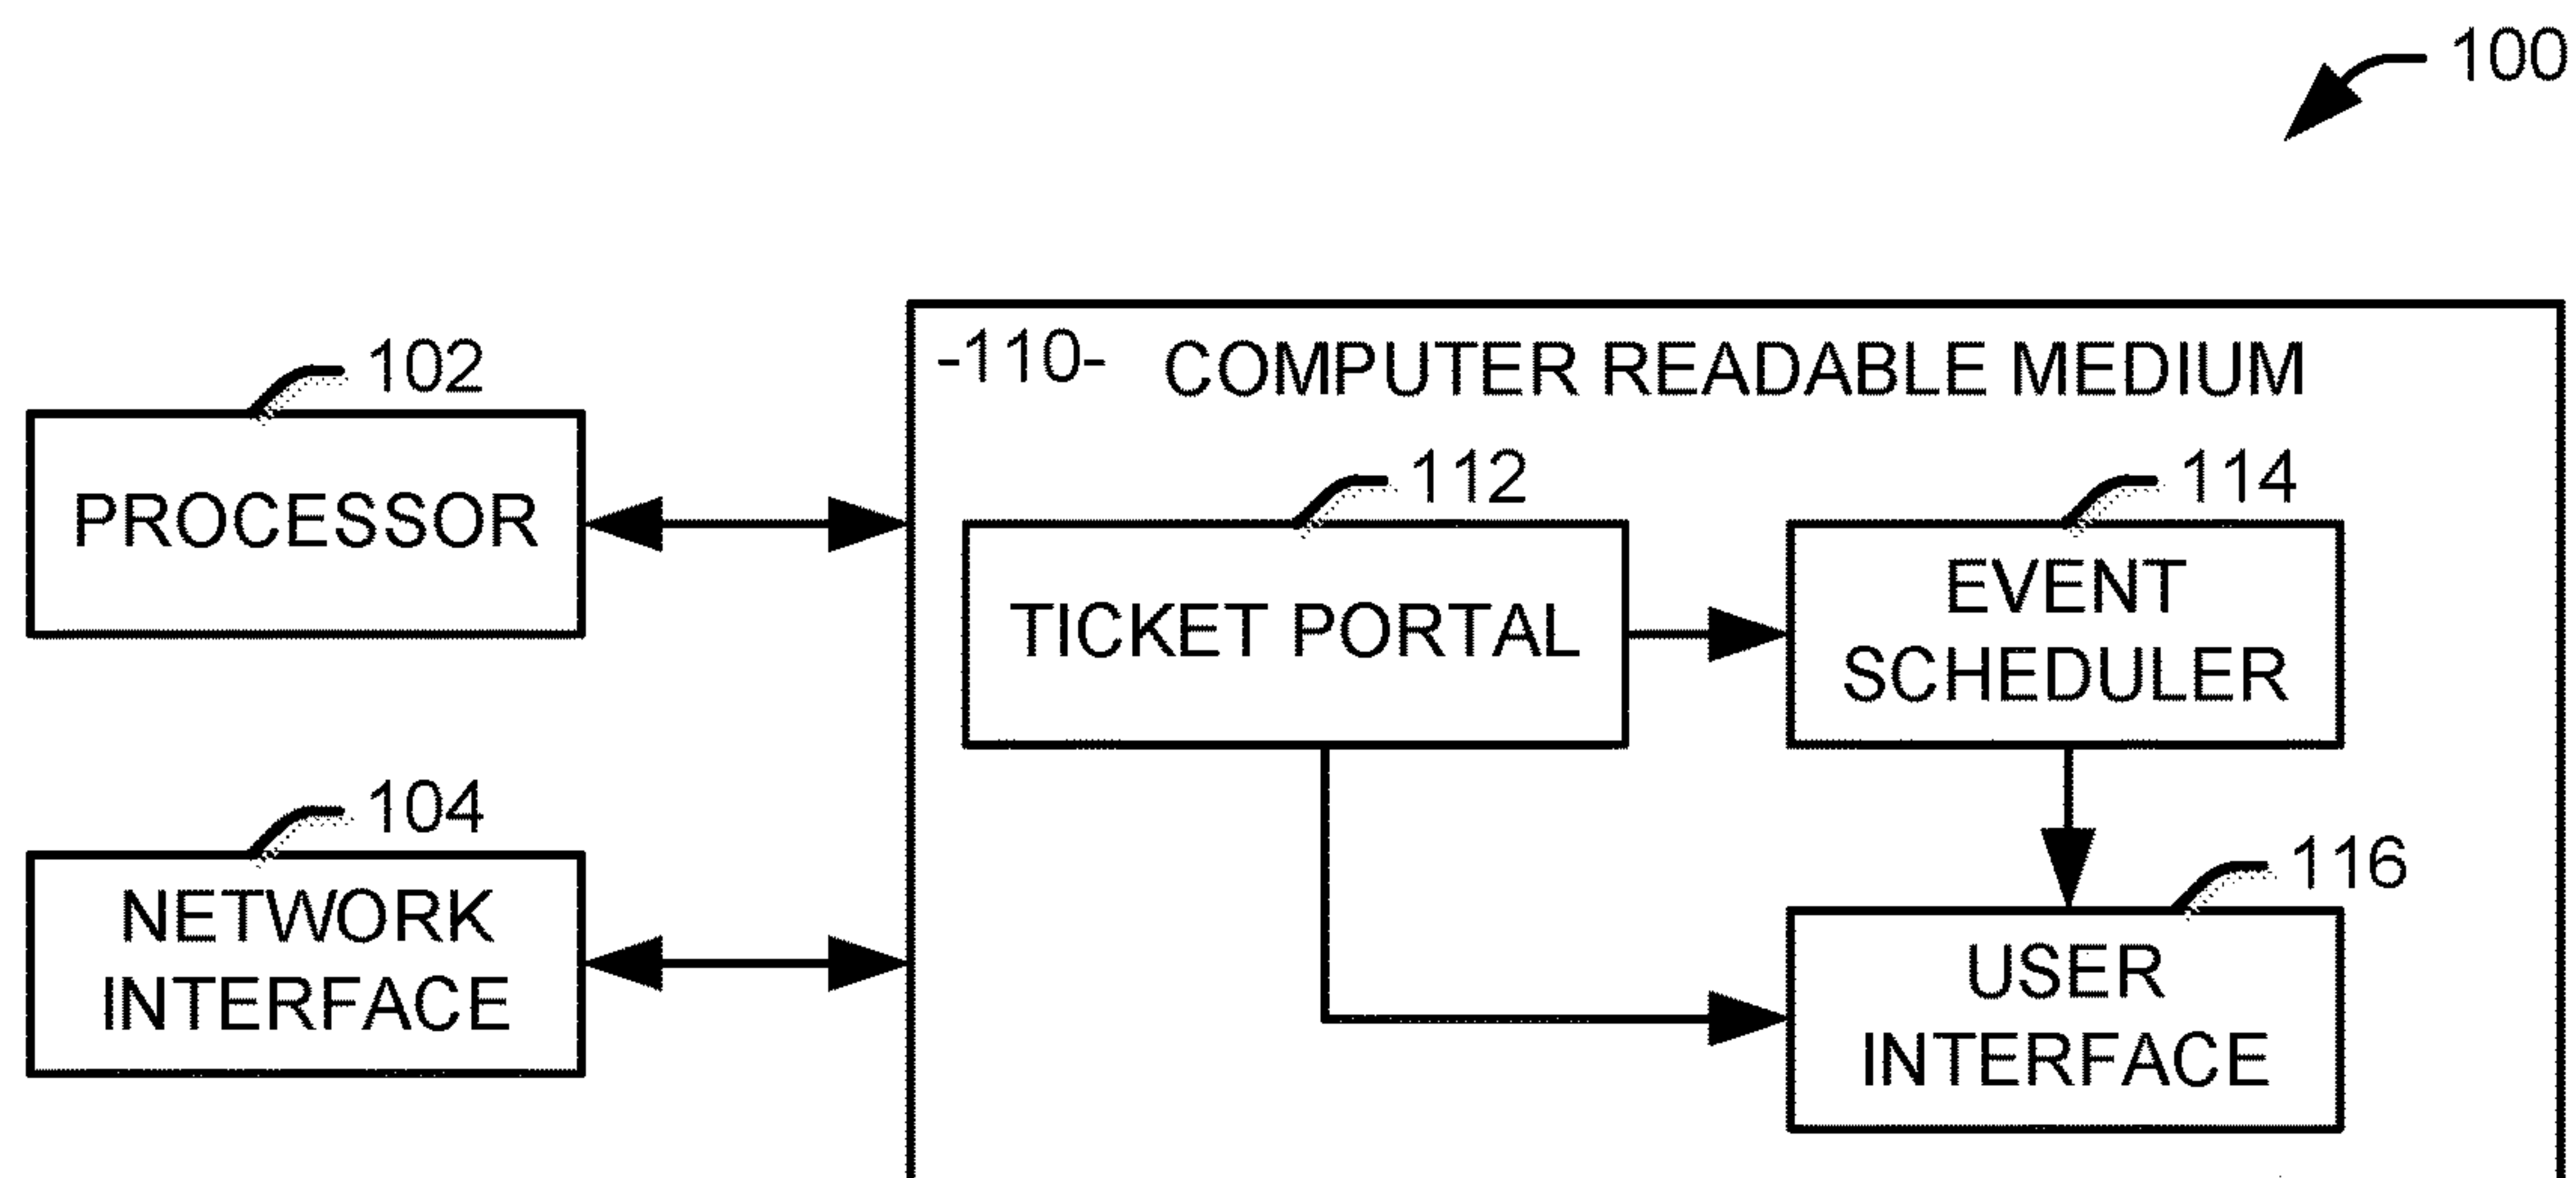 100
-110- COMPUTER READABLE MEDIUM
102
PROCESSOR
112
TICKET PORTAL
114
EVENT
SCHEDULER
104
NETWORK
INTERFACE
116
USER
INTERFACE